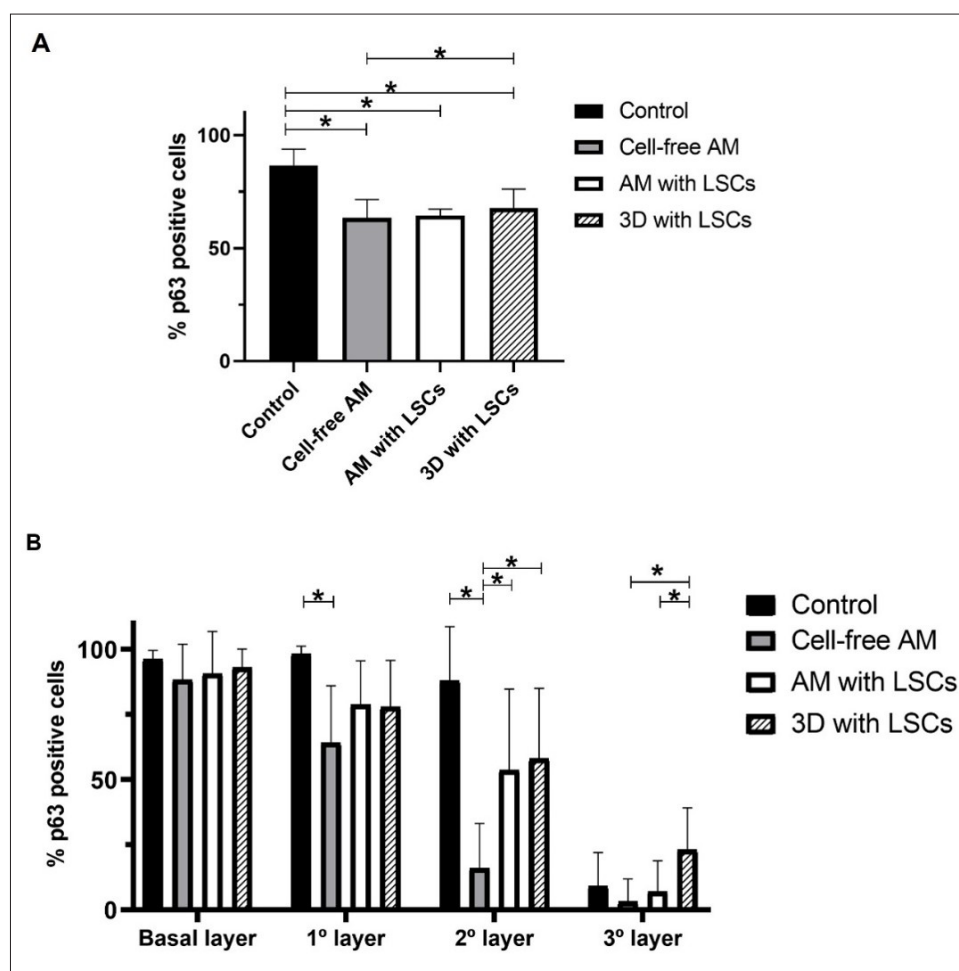 A
*
*
*
*
% p63 positive cells
100
50
0
Control
Cell-free AM
AM with LSCs
3D with LSCs
Control
Cell-free AM
AM with LSCs
3D with LSCs
B
*
*
*
*
*
*
% p63 positive cells
100
50
0
Basal layer
1º layer
2º layer
3º layer
Control
Cell-free AM
AM with LSCs
3D with LSCs